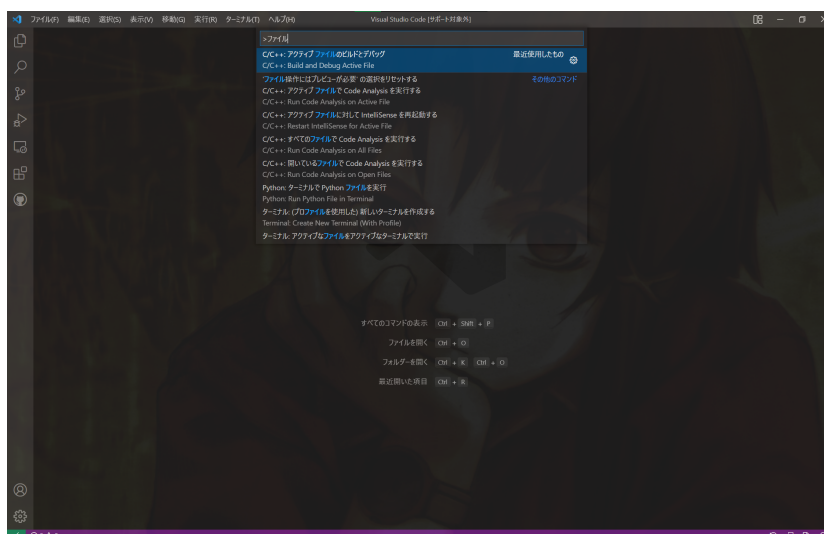 ファイル(F) 編集(E) 選択(S) 表示(V) 移動(G) 実行(R) ターミナル(T) ヘルプ(H) Visual Studio Code [サポート対象外]
>ファイル
C/C++: アクティブ ファイルのビルドとデバッグ 最近使用したもの
C/C++: Build and Debug Active File
'ファイル操作にはプレビューが必要' の選択をリセットする その他のコマンド
C/C++: アクティブ ファイルで Code Analysis を実行する
C/C++: Run Code Analysis on Active File
C/C++: アクティブ ファイルに対して IntelliSense を再起動する
C/C++: Restart IntelliSense for Active File
C/C++: すべてのファイルで Code Analysis を実行する
C/C++: Run Code Analysis on All Files
C/C++: 開いているファイルで Code Analysis を実行する
C/C++: Run Code Analysis on Open Files
Python: ターミナルで Python ファイルを実行
Python: Run Python File in Terminal
ターミナル: (プロファイルを使用した) 新しいターミナルを作成する
Terminal: Create New Terminal (With Profile)
ターミナル: アクティブなファイルをアクティブなターミナルで実行
すべてのコマンドの表示 Ctrl + Shift + P
ファイルを開く Ctrl + O
フォルダーを開く Ctrl + K Ctrl + O
最近開いた項目 Ctrl + R